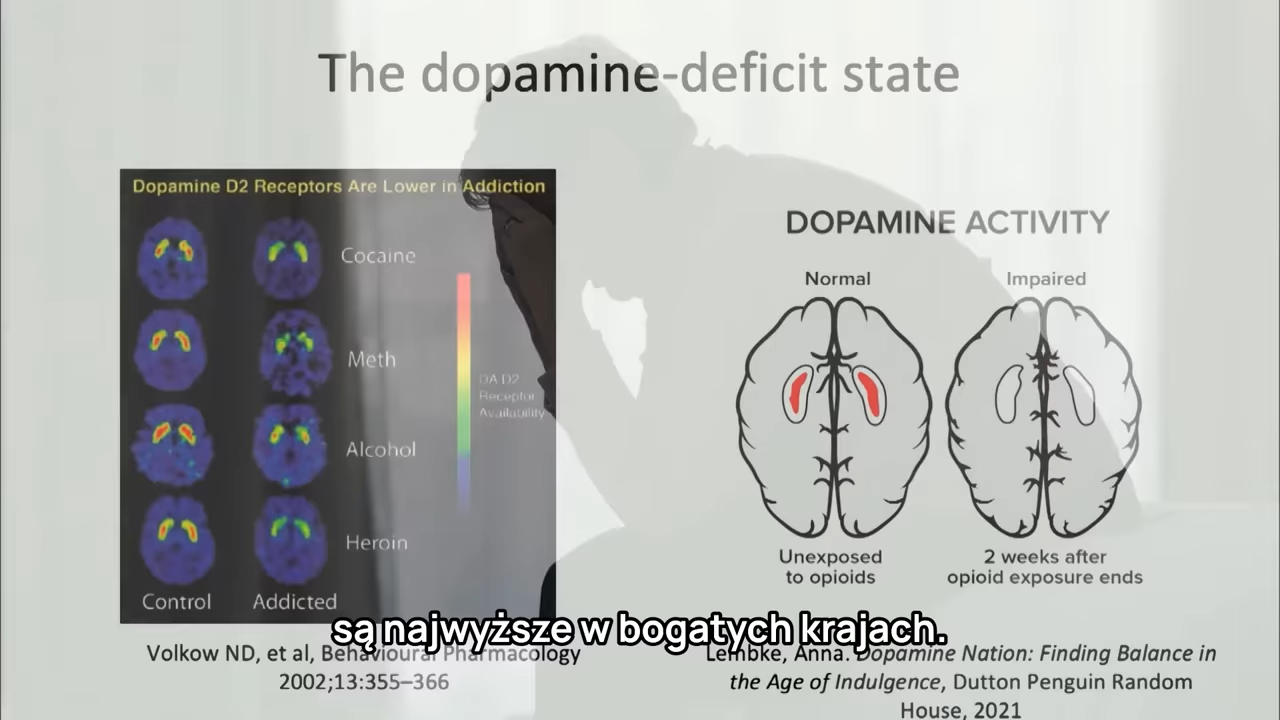 The dopamine-deficit state
Dopamine D2 Receptors Are Lower in Addiction
Cocaine
Meth
Alcohol
Heroin
DA D2
Receptor
Availability
Control
Addicted
DOPAMINE ACTIVITY
Normal
Impaired
Unexposed
to opioids
2 weeks after
opioid exposure ends
są najwyższe w bogatych krajach.
Volkow ND, et al, Behavioural Pharmacology
2002;13:355–366
Lembke, Anna. Dopamine Nation: Finding Balance in
the Age of Indulgence, Dutton Penguin Random
House, 2021